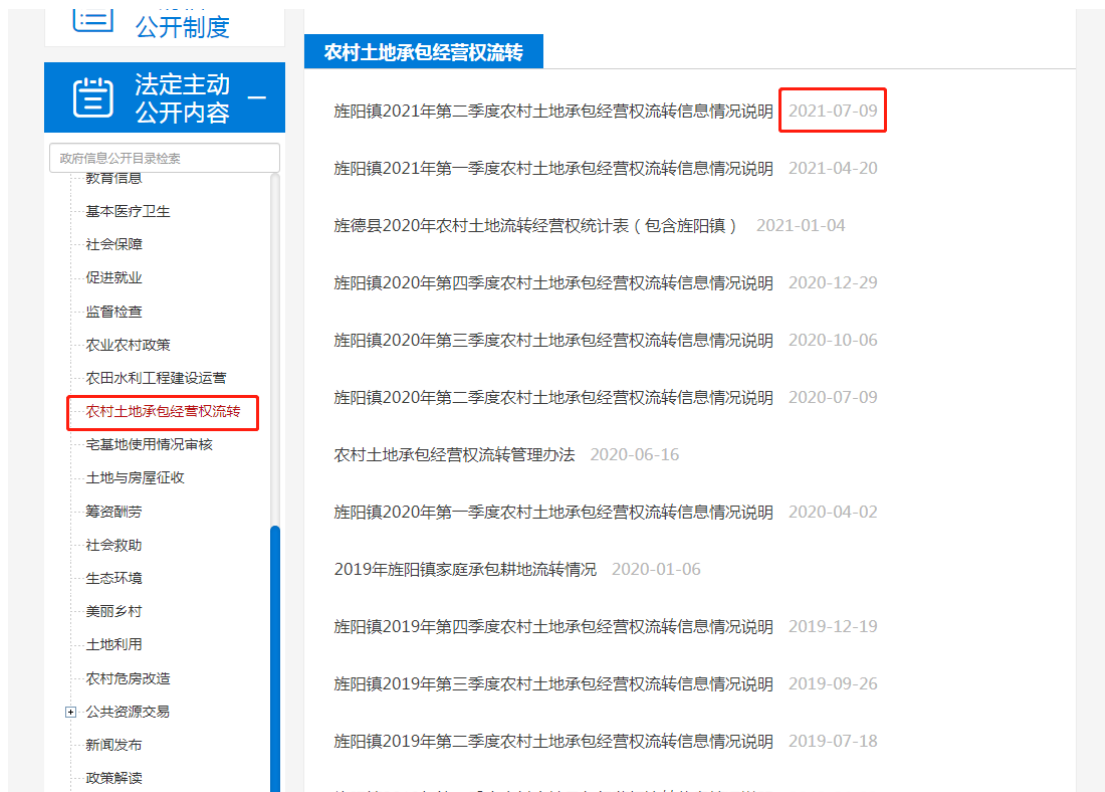 公开制度
法定主动
公开内容
政府信息公开目录检索
教育信息
基本医疗卫生
社会保障
促进就业
监督检查
农业农村政策
农田水利工程建设运营
农村土地承包经营权流转
宅基地使用情况审核
土地与房屋征收
筹资酬劳
社会救助
生态环境
美丽乡村
土地利用
农村危房改造
公共资源交易
新闻发布
政策解读
农村土地承包经营权流转
旌阳镇2021年第二季度农村土地承包经营权流转信息情况说明 2021-07-09
旌阳镇2021年第一季度农村土地承包经营权流转信息情况说明 2021-04-20
旌德县2020年农村土地流转经营权统计表（包含旌阳镇） 2021-01-04
旌阳镇2020年第四季度农村土地承包经营权流转信息情况说明 2020-12-29
旌阳镇2020年第三季度农村土地承包经营权流转信息情况说明 2020-10-06
旌阳镇2020年第二季度农村土地承包经营权流转信息情况说明 2020-07-09
农村土地承包经营权流转管理办法 2020-06-16
旌阳镇2020年第一季度农村土地承包经营权流转信息情况说明 2020-04-02
2019年旌阳镇家庭承包耕地流转情况 2020-01-06
旌阳镇2019年第四季度农村土地承包经营权流转信息情况说明 2019-12-19
旌阳镇2019年第三季度农村土地承包经营权流转信息情况说明 2019-09-26
旌阳镇2019年第二季度农村土地承包经营权流转信息情况说明 2019-07-18